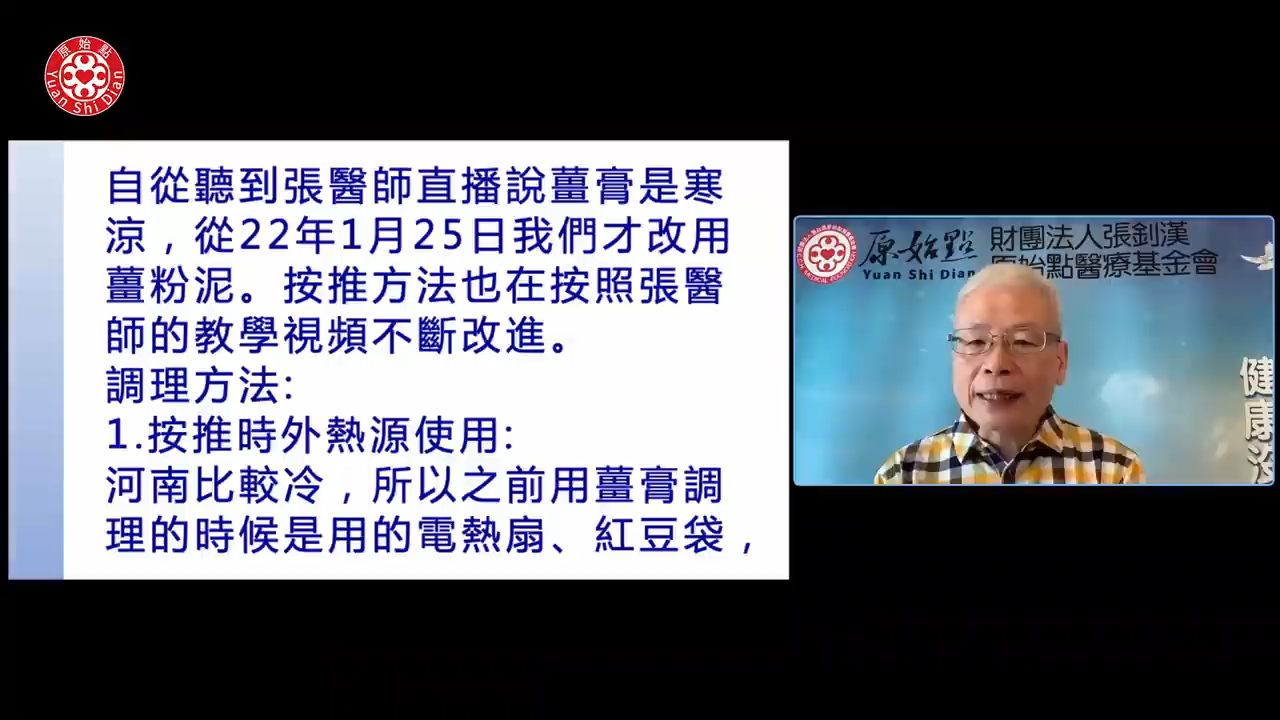 原始點
Yuan Shi Dian
自從聽到張醫師直播說薑膏是寒
涼，從22年1月25日我們才改用
薑粉泥。按推方法也在按照張醫
師的教學視頻不斷改進。
調理方法:
1.按推時外熱源使用:
河南比較冷，所以之前用薑膏調
理的時候是用的電熱扇、紅豆袋，
原始點
Yuan Shi Dian
財團法人張釗漢
原始點醫療基金會
健康